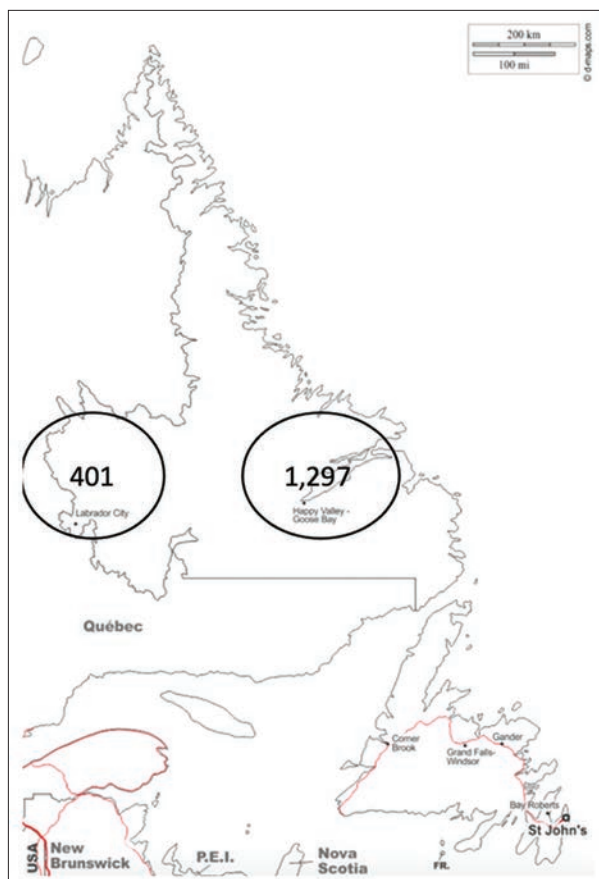 200 km
100 mi
© d-maps.com
401
1,297
Labrador City
Happy Valley -
Goose Bay
Québec
Corner
Brook
Grand Falls-
Windsor
Gander
Bay Roberts
St John's
USA
New
Brunswick
P.E.I.
Nova
Scotia
FR.